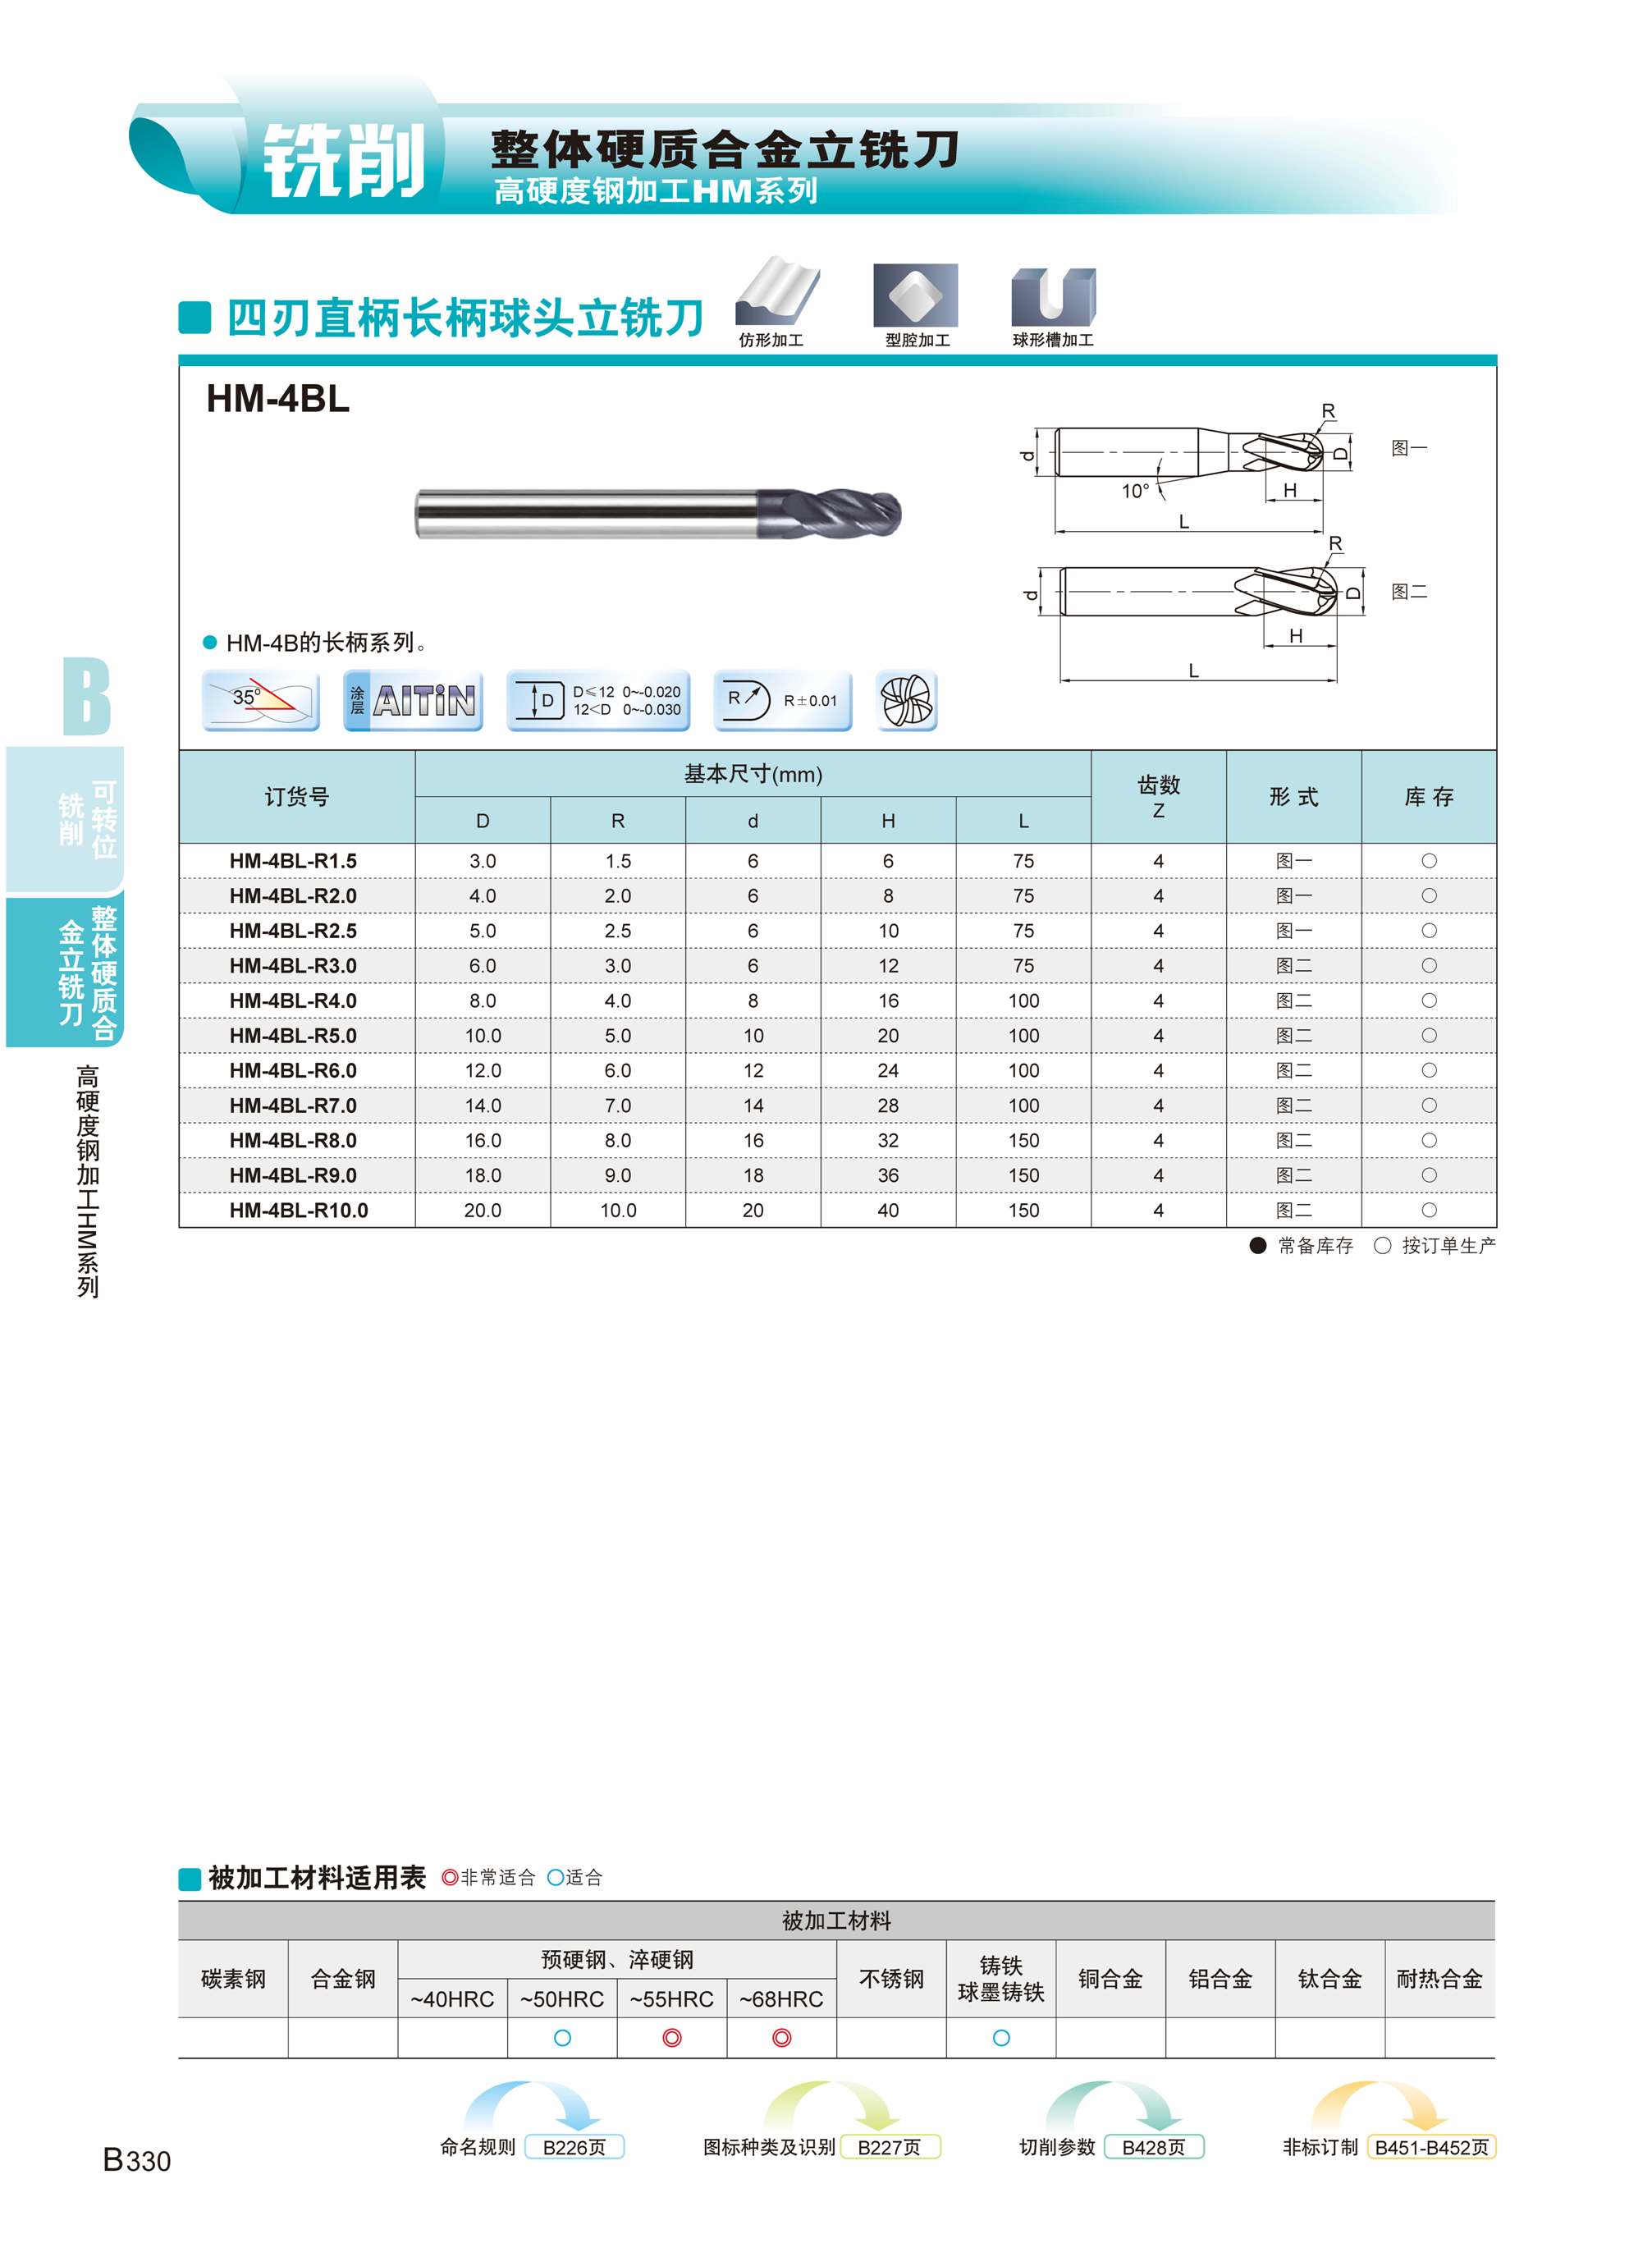 铣削
整体硬质合金立铣刀
高硬度钢加工HM系列
四刃直柄长柄球头立铣刀
仿形加工 型腔加工 球形槽加工
HM-4BL
R
d
D
图一
10°
H
L
R
d
D
图二
H
L
HM-4B的长柄系列。
35°
涂层 AlTiN
D D≤12 0~-0.020
12<D 0~-0.030
R R±0.01
B
可转位
铣削
整体硬质合
金立铣刀
高硬度钢加工HM系列
订货号 基本尺寸(mm) 齿数 Z 形式 库存
D R d H L
HM-4BL-R1.5 3.0 1.5 6 6 75 4 图一 ○
HM-4BL-R2.0 4.0 2.0 6 8 75 4 图一 ○
HM-4BL-R2.5 5.0 2.5 6 10 75 4 图一 ○
HM-4BL-R3.0 6.0 3.0 6 12 75 4 图二 ○
HM-4BL-R4.0 8.0 4.0 8 16 100 4 图二 ○
HM-4BL-R5.0 10.0 5.0 10 20 100 4 图二 ○
HM-4BL-R6.0 12.0 6.0 12 24 100 4 图二 ○
HM-4BL-R7.0 14.0 7.0 14 28 100 4 图二 ○
HM-4BL-R8.0 16.0 8.0 16 32 150 4 图二 ○
HM-4BL-R9.0 18.0 9.0 18 36 150 4 图二 ○
HM-4BL-R10.0 20.0 10.0 20 40 150 4 图二 ○
● 常备库存 ○ 按订单生产
被加工材料适用表 ◎非常适合 ○适合
被加工材料
碳素钢 合金钢 预硬钢、淬硬钢 不锈钢 铸铁 球墨铸铁 铜合金 铝合金 钛合金 耐热合金
~40HRC ~50HRC ~55HRC ~68HRC
○ ◎ ◎ ○
命名规则 B226页 图标种类及识别 B227页 切削参数 B428页 非标订制 B451-B452页
B330